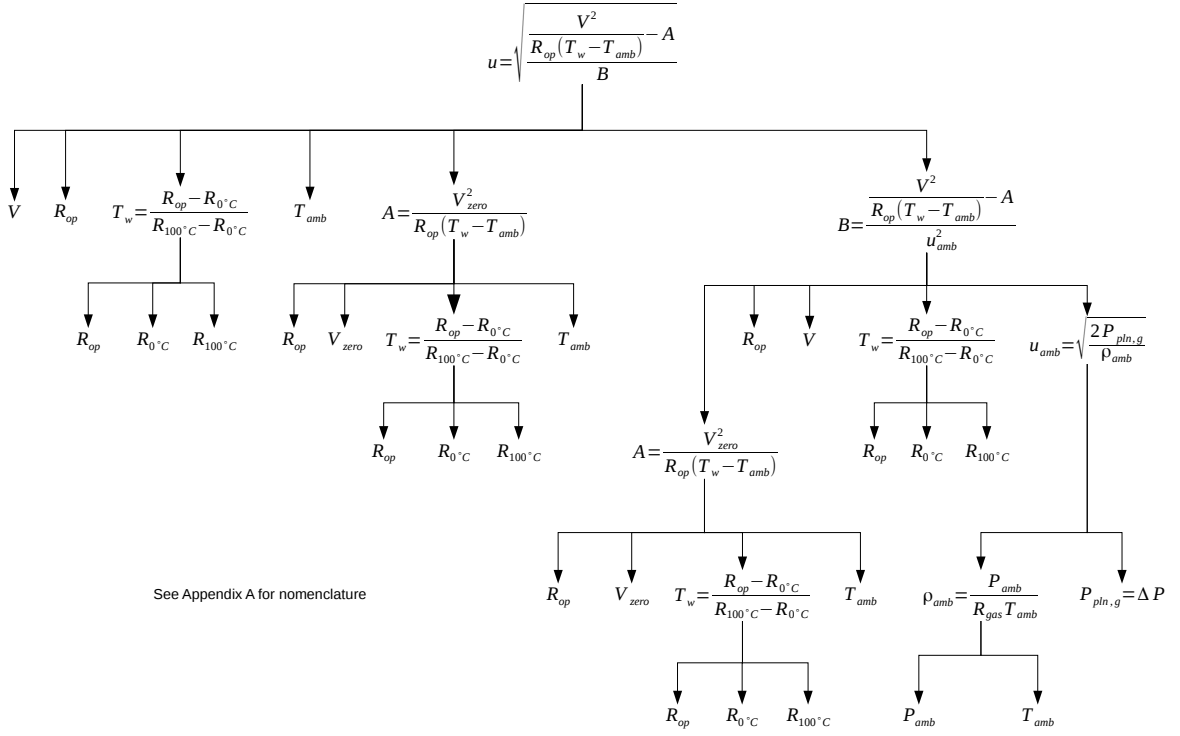 u=√((V²/(R_op(T_w−T_amb))−A)/B)
V
R_op
T_w=(R_op−R_0°C)/(R_100°C−R_0°C)
T_amb
A=V²_zero/(R_op(T_w−T_amb))
B=(V²/(R_op(T_w−T_amb))−A)/u²_amb
R_op
R_0°C
R_100°C
R_op
V_zero
T_w=(R_op−R_0°C)/(R_100°C−R_0°C)
T_amb
R_op
V
T_w=(R_op−R_0°C)/(R_100°C−R_0°C)
u_amb=√(2P_pln,g/ρ_amb)
R_op
R_0°C
R_100°C
A=V²_zero/(R_op(T_w−T_amb))
R_op
R_0°C
R_100°C
See Appendix A for nomenclature
R_op
V_zero
T_w=(R_op−R_0°C)/(R_100°C−R_0°C)
T_amb
ρ_amb=P_amb/(R_gas T_amb)
P_pln,g=Δ P
R_op
R_0°C
R_100°C
P_amb
T_amb